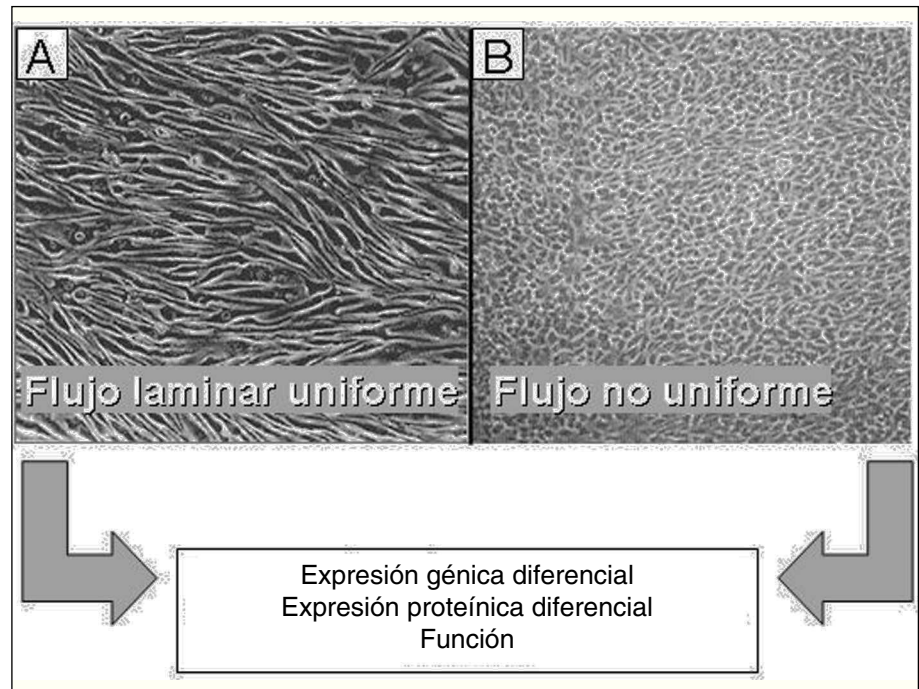 A
B
Flujo laminar uniforme
Flujo no uniforme
Expresión génica diferencial
Expresión proteínica diferencial
Función